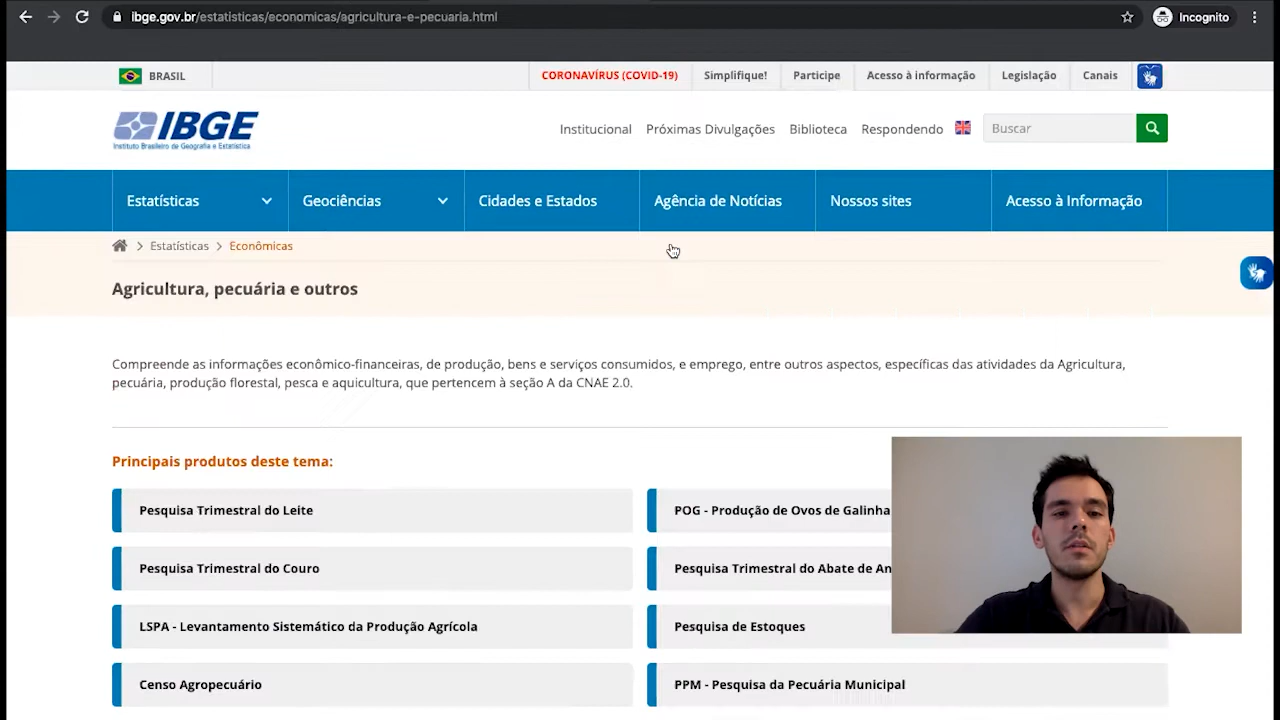 ibge.gov.br/estatisticas/economicas/agricultura-e-pecuaria.html
Incognito
BRASIL
CORONAVÍRUS (COVID-19)
Simplifique!
Participe
Acesso à informação
Legislação
Canais
IBGE
Instituto Brasileiro de Geografia e Estatística
Institucional
Próximas Divulgações
Biblioteca
Respondendo
Buscar
Estatísticas
Geociências
Cidades e Estados
Agência de Notícias
Nossos sites
Acesso à Informação
Estatísticas
Econômicas
Agricultura, pecuária e outros
Compreende as informações econômico-financeiras, de produção, bens e serviços consumidos, e emprego, entre outros aspectos, específicas das atividades da Agricultura,
pecuária, produção florestal, pesca e aquicultura, que pertencem à seção A da CNAE 2.0.
Principais produtos deste tema:
Pesquisa Trimestral do Leite
POG - Produção de Ovos de Galinha
Pesquisa Trimestral do Couro
Pesquisa Trimestral do Abate de An
LSPA - Levantamento Sistemático da Produção Agrícola
Pesquisa de Estoques
Censo Agropecuário
PPM - Pesquisa da Pecuária Municipal